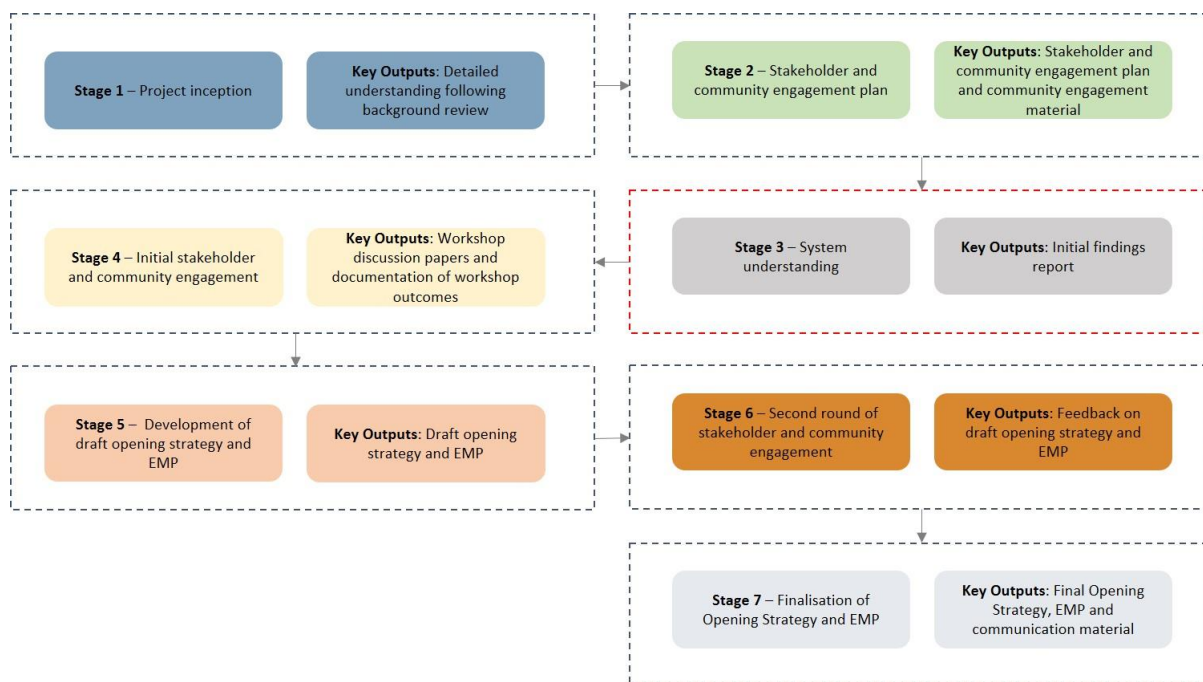 Stage 1 – Project inception
Key Outputs: Detailed
understanding following
background review
Stage 2 – Stakeholder and
community engagement plan
Key Outputs: Stakeholder and
community engagement plan
and community engagement
material
Stage 3 – System
understanding
Key Outputs: Initial findings
report
Stage 4 – Initial stakeholder
and community engagement
Key Outputs: Workshop
discussion papers and
documentation of workshop
outcomes
Stage 5 – Development of
draft opening strategy and
EMP
Key Outputs: Draft opening
strategy and EMP
Stage 6 – Second round of
stakeholder and community
engagement
Key Outputs: Feedback on
draft opening strategy and
EMP
Stage 7 – Finalisation of
Opening Strategy and EMP
Key Outputs: Final Opening
Strategy, EMP and
communication material